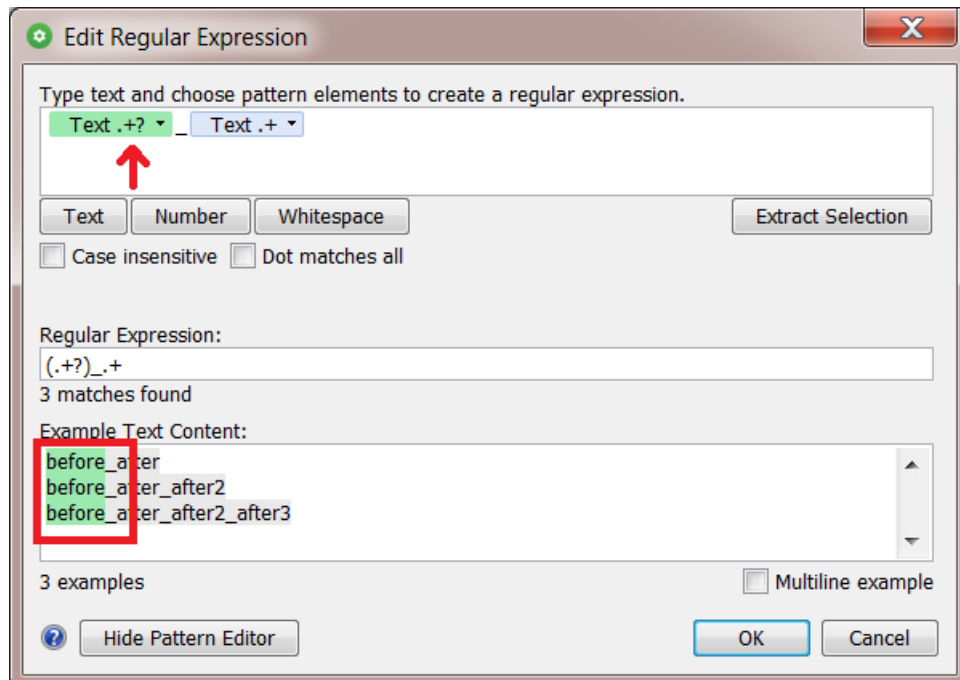 Edit Regular Expression
X
Type text and choose pattern elements to create a regular expression.
Text .+? _ Text .+
Text Number Whitespace Extract Selection
Case insensitive Dot matches all
Regular Expression:
(.+?)_.+
3 matches found
Example Text Content:
before_after
before_after_after2
before_after_after2_after3
3 examples Multiline example
? Hide Pattern Editor OK Cancel